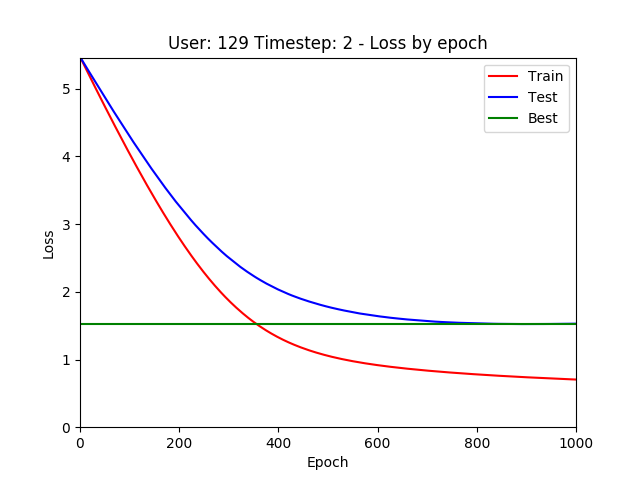 User: 129 Timestep: 2 - Loss by epoch
Train
Test
Best
5
4
3
2
1
0
Loss
0 200 400 600 800 1000
Epoch